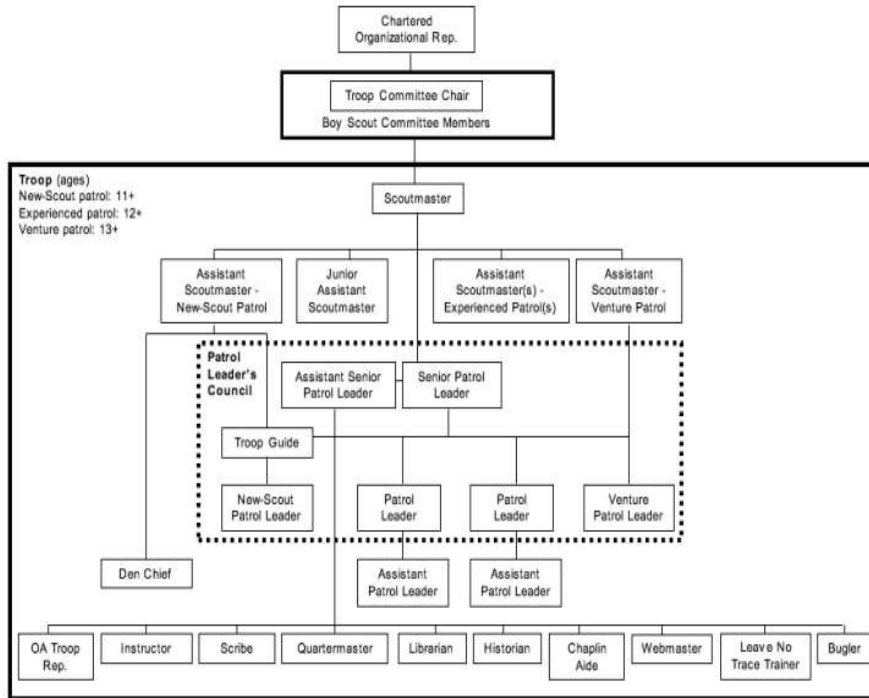 Chartered
Organizational Rep.
Troop Committee Chair
Boy Scout Committee Members
Troop (ages)
New-Scout patrol: 11+
Experienced patrol: 12+
Venture patrol: 13+
Scoutmaster
Assistant
Scoutmaster -
New-Scout Patrol
Junior
Assistant
Scoutmaster
Assistant
Scoutmaster(s) -
Experienced Patrol(s)
Assistant
Scoutmaster -
Venture Patrol
Patrol
Leader's
Council
Assistant Senior
Patrol Leader
Senior Patrol
Leader
Troop Guide
New-Scout
Patrol Leader
Patrol
Leader
Patrol
Leader
Venture
Patrol Leader
Den Chief
Assistant
Patrol Leader
Assistant
Patrol Leader
OA Troop
Rep.
Instructor
Scribe
Quartermaster
Librarian
Historian
Chaplin
Aide
Webmaster
Leave No
Trace Trainer
Bugler